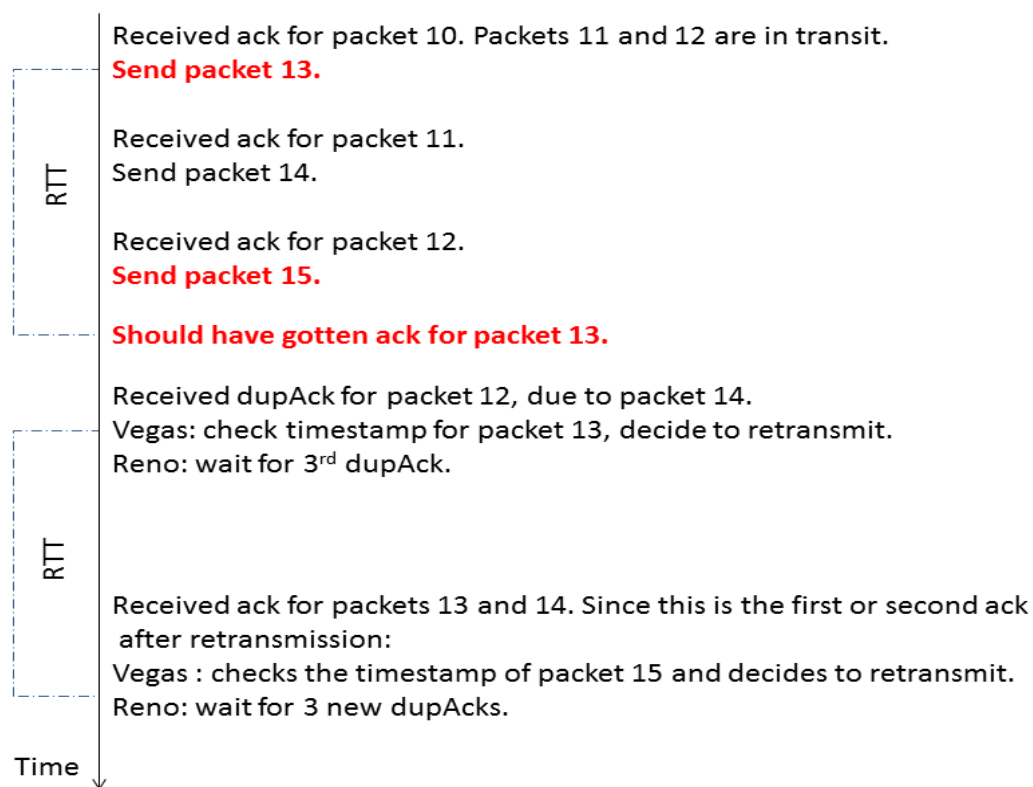 Received ack for packet 10. Packets 11 and 12 are in transit.
Send packet 13.
RTT
Received ack for packet 11.
Send packet 14.
Received ack for packet 12.
Send packet 15.
Should have gotten ack for packet 13.
Received dupAck for packet 12, due to packet 14.
Vegas: check timestamp for packet 13, decide to retransmit.
Reno: wait for 3rd dupAck.
RTT
Received ack for packets 13 and 14. Since this is the first or second ack
after retransmission:
Vegas : checks the timestamp of packet 15 and decides to retransmit.
Reno: wait for 3 new dupAcks.
Time